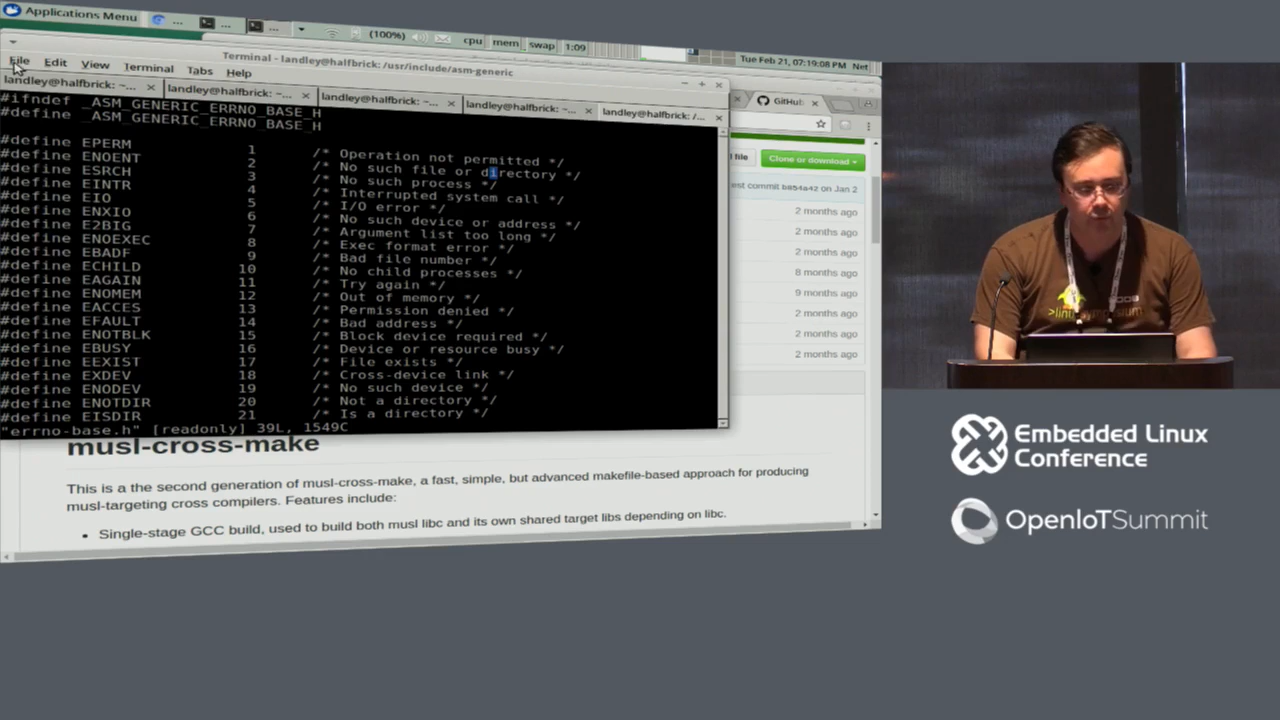 Applications Menu
...
...
...
(100%)
cpu
mem
swap
1:09
Tue Feb 21, 07:19:08 PM
Net
Terminal - landley@halfbrick: /usr/include/asm-generic
File Edit View Terminal Tabs Help
landley@halfbrick: ~...
landley@halfbrick: ~...
landley@halfbrick: ~...
landley@halfbrick: ~...
landley@halfbrick: /...
#ifndef _ASM_GENERIC_ERRNO_BASE_H
#define _ASM_GENERIC_ERRNO_BASE_H
#define EPERM 1 /* Operation not permitted */
#define ENOENT 2 /* No such file or directory */
#define ESRCH 3 /* No such process */
#define EINTR 4 /* Interrupted system call */
#define EIO 5 /* I/O error */
#define ENXIO 6 /* No such device or address */
#define E2BIG 7 /* Argument list too long */
#define ENOEXEC 8 /* Exec format error */
#define EBADF 9 /* Bad file number */
#define ECHILD 10 /* No child processes */
#define EAGAIN 11 /* Try again */
#define ENOMEM 12 /* Out of memory */
#define EACCES 13 /* Permission denied */
#define EFAULT 14 /* Bad address */
#define ENOTBLK 15 /* Block device required */
#define EBUSY 16 /* Device or resource busy */
#define EEXIST 17 /* File exists */
#define EXDEV 18 /* Cross-device link */
#define ENODEV 19 /* No such device */
#define ENOTDIR 20 /* Not a directory */
#define EISDIR 21 /* Is a directory */
"errno-base.h" [readonly] 39L, 1549C
GitHub
file
Clone or download
est commit b854a42 on Jan 2
2 months ago
2 months ago
2 months ago
8 months ago
9 months ago
2 months ago
2 months ago
2 months ago
musl-cross-make
This is a the second generation of musl-cross-make, a fast, simple, but advanced makefile-based approach for producing
musl-targeting cross compilers. Features include:
• Single-stage GCC build, used to build both musl libc and its own shared target libs depending on libc.
Embedded Linux
Conference
OpenIoTSummit